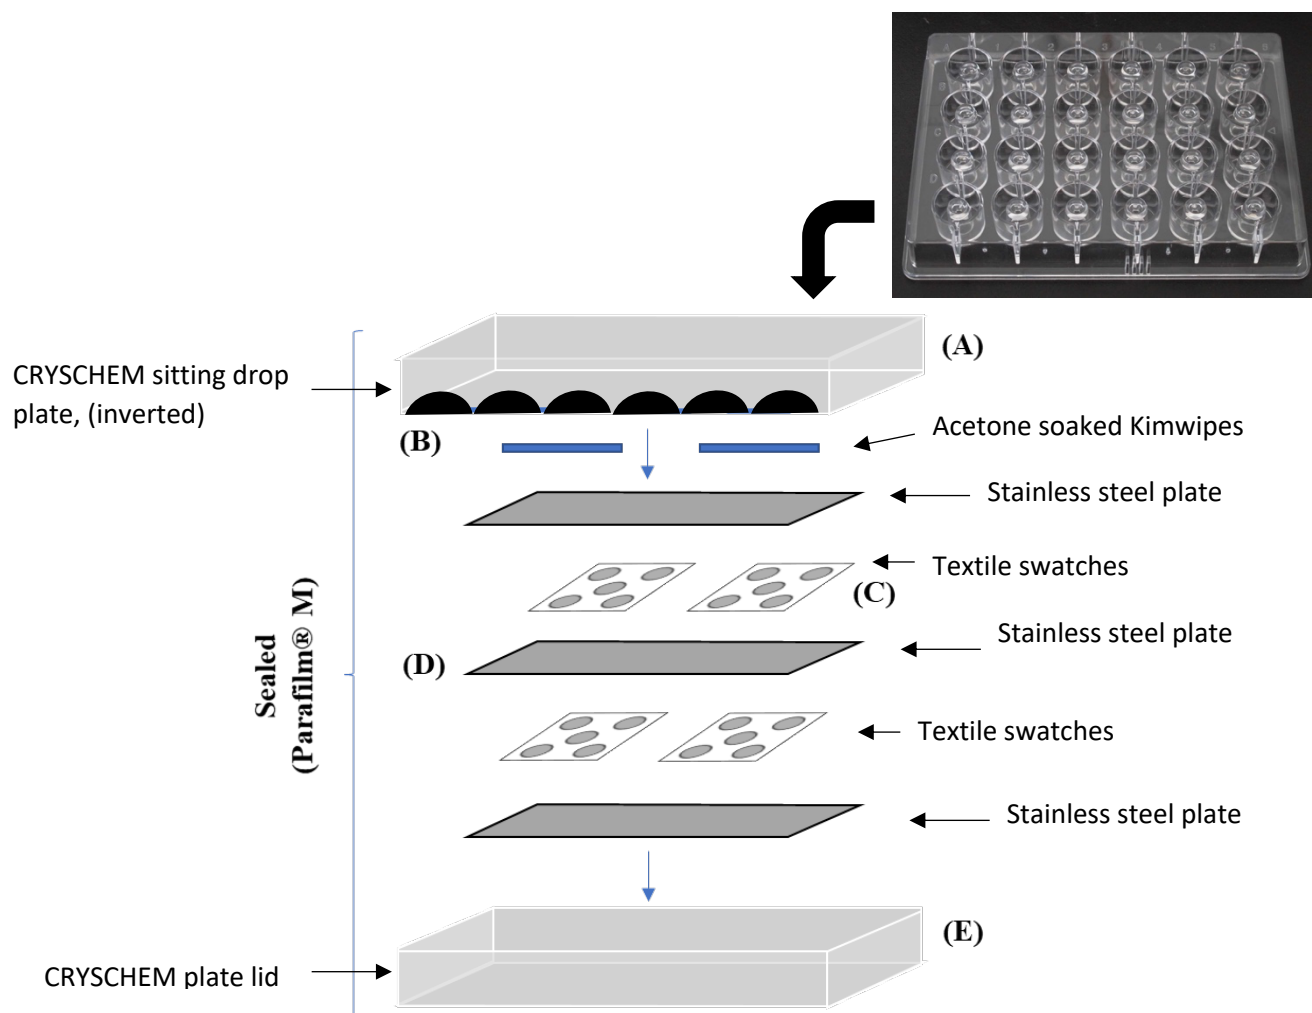 (A)
CRYSCHEM sitting drop
plate, (inverted)
(B)
Acetone soaked Kimwipes
Stainless steel plate
Textile swatches
(C)
Stainless steel plate
(D)
Sealed
(Parafilm® M)
Textile swatches
Stainless steel plate
(E)
CRYSCHEM plate lid